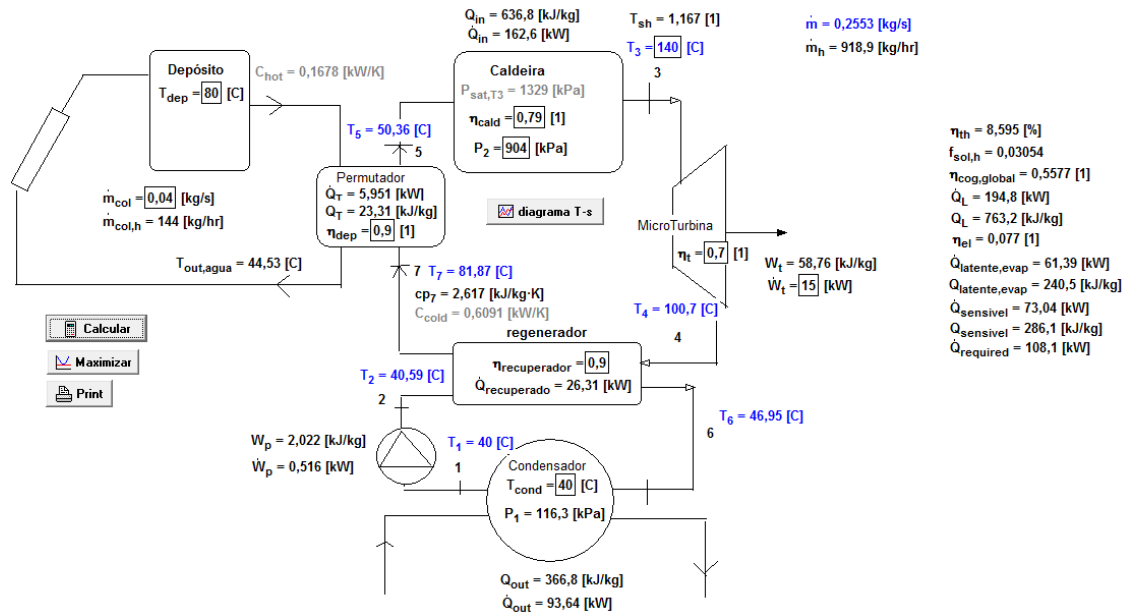 Q_in = 636,8 [kJ/kg]
Q̇_in = 162,6 [kW]
T_sh = 1,167 [1]
T_3 = 140 [C]
3
ṁ = 0,2553 [kg/s]
ṁ_h = 918,9 [kg/hr]
Depósito
T_dep = 80 [C]
C_hot = 0,1678 [kW/K]
Caldeira
P_sat,T3 = 1329 [kPa]
η_cald = 0,79 [1]
P_2 = 904 [kPa]
T_5 = 50,36 [C]
5
Permutador
Q̇_T = 5,951 [kW]
Q_T = 23,31 [kJ/kg]
η_dep = 0,9 [1]
ṁ_col = 0,04 [kg/s]
ṁ_col,h = 144 [kg/hr]
diagrama T-s
MicroTurbina
η_t = 0,7 [1]
W_t = 58,76 [kJ/kg]
Ẇ_t = 15 [kW]
η_th = 8,595 [%]
f_sol,h = 0,03054
η_cog,global = 0,5577 [1]
Q̇_L = 194,8 [kW]
Q_L = 763,2 [kJ/kg]
η_el = 0,077 [1]
Q̇_latente,evap = 61,39 [kW]
Q_latente,evap = 240,5 [kJ/kg]
Q̇_sensivel = 73,04 [kW]
Q_sensivel = 286,1 [kJ/kg]
Q̇_required = 108,1 [kW]
T_out,agua = 44,53 [C]
7 T_7 = 81,87 [C]
cp_7 = 2,617 [kJ/kg·K]
C_cold = 0,6091 [kW/K]
T_4 = 100,7 [C]
4
Calcular
Maximizar
Print
regenerador
η_recuperador = 0,9
Q̇_recuperado = 26,31 [kW]
T_2 = 40,59 [C]
2
T_6 = 46,95 [C]
6
W_p = 2,022 [kJ/kg]
Ẇ_p = 0,516 [kW]
T_1 = 40 [C]
1
Condensador
T_cond = 40 [C]
P_1 = 116,3 [kPa]
Q_out = 366,8 [kJ/kg]
Q̇_out = 93,64 [kW]